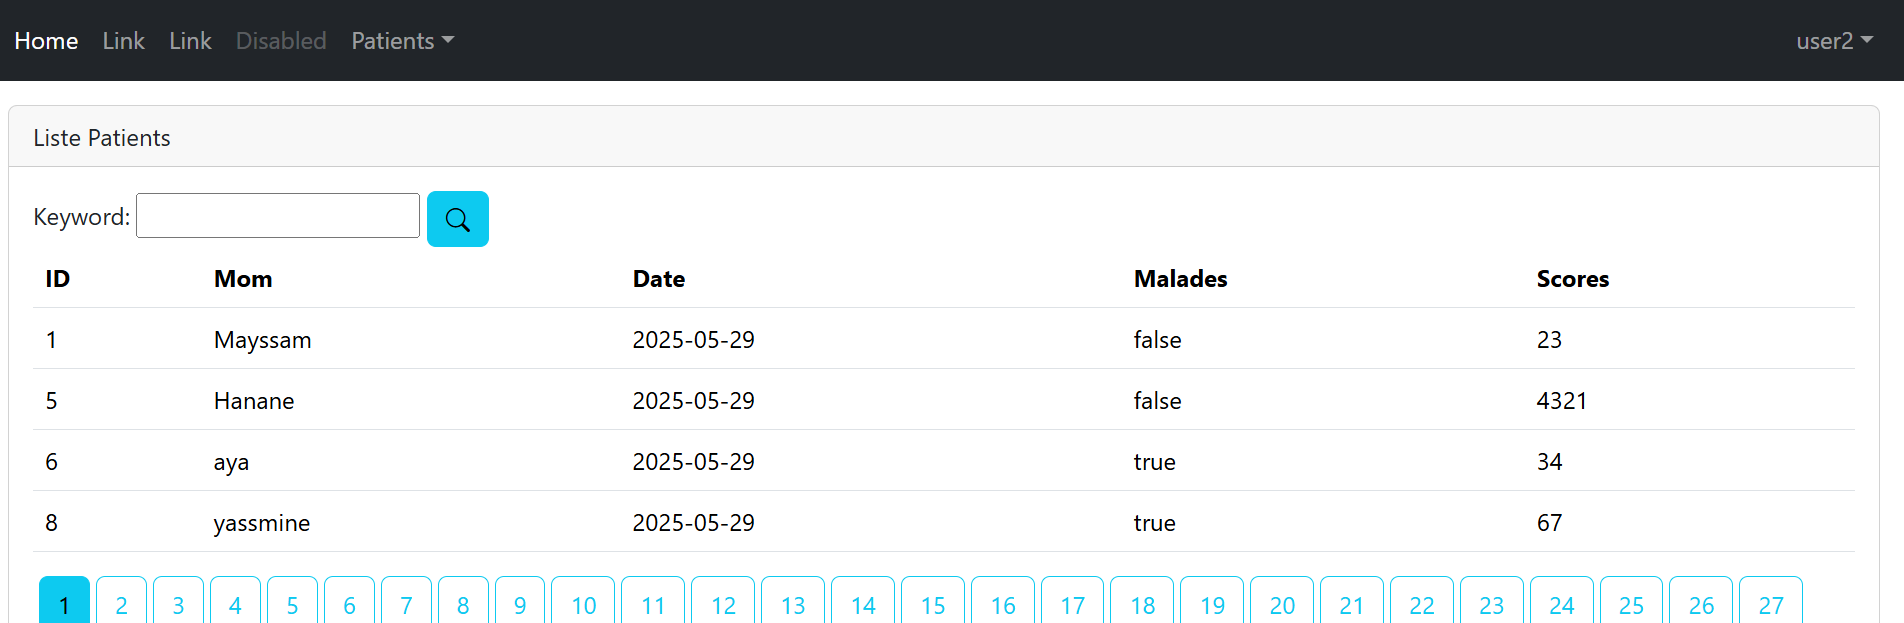 Home Link Link Disabled Patients user2
Liste Patients
Keyword:
ID Mom Date Malades Scores
1 Mayssam 2025-05-29 false 23
5 Hanane 2025-05-29 false 4321
6 aya 2025-05-29 true 34
8 yassmine 2025-05-29 true 67
1 2 3 4 5 6 7 8 9 10 11 12 13 14 15 16 17 18 19 20 21 22 23 24 25 26 27